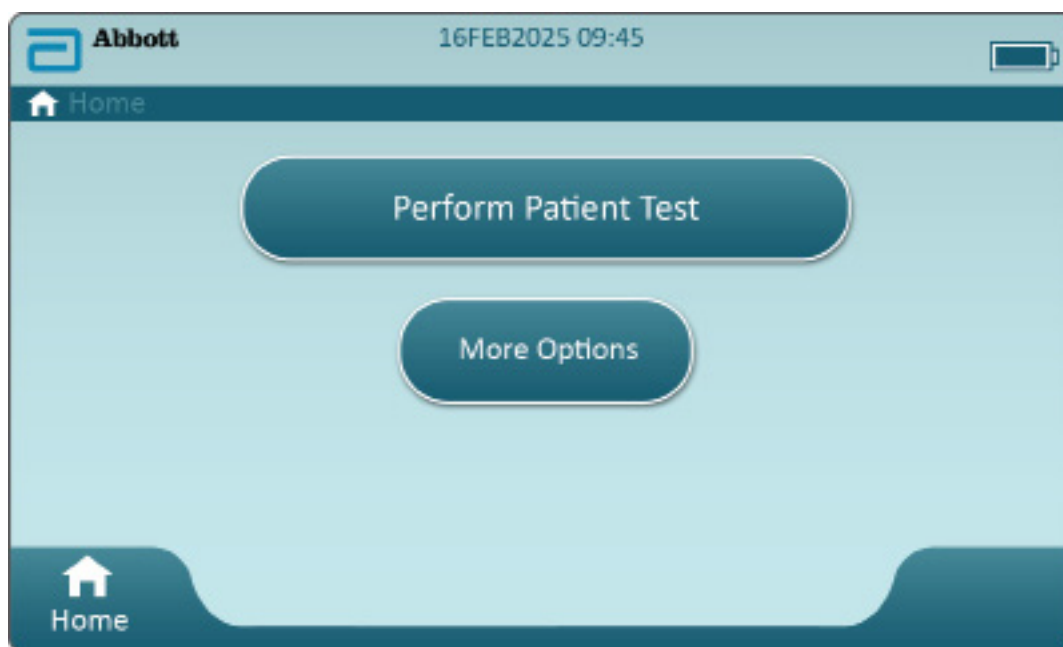 Abbott
16FEB2025 09:45
Home
Perform Patient Test
More Options
Home